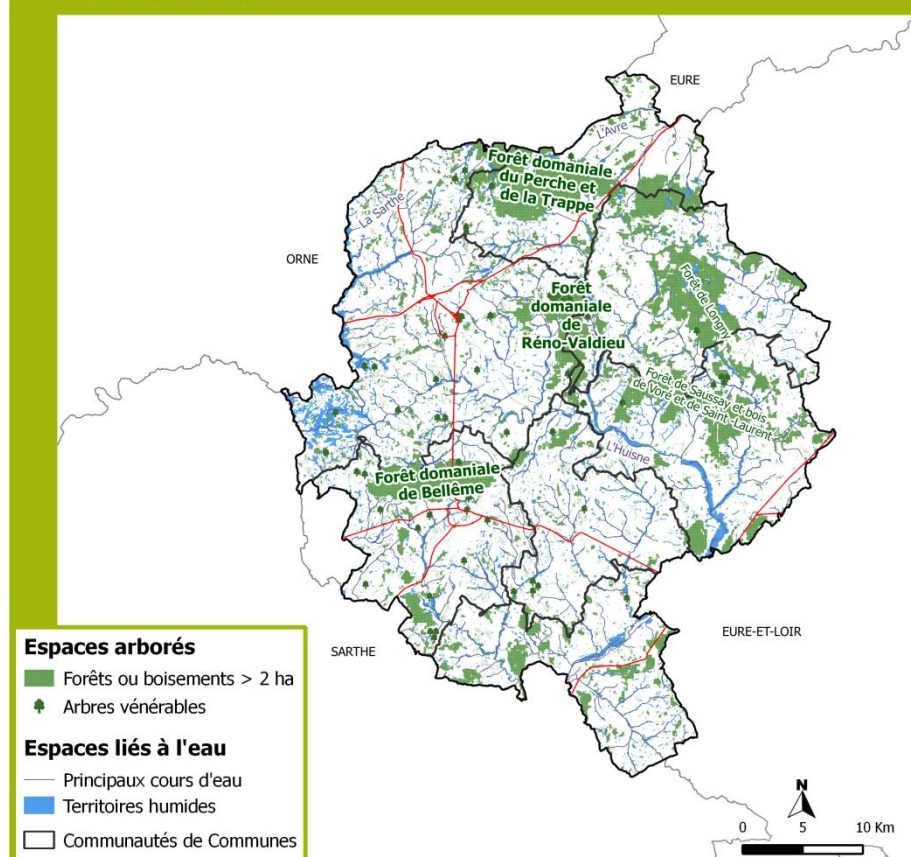 EURE
L'Avre
Forêt domaniale
du Perche et
de la Trappe
La Sarthe
ORNE
Forêt
domaniale
de
Réno-Valdieu
Forêt de Longny
Forêt de Saussay et bois
de Voré et de Saint-Laurent
L'Huisne
Forêt domaniale
de Bellême
EURE-ET-LOIR
SARTHE
Espaces arborés
Forêts ou boisements > 2 ha
Arbres vénérables
Espaces liés à l'eau
Principaux cours d'eau
Territoires humides
Communautés de Communes
N
0 5 10 Km